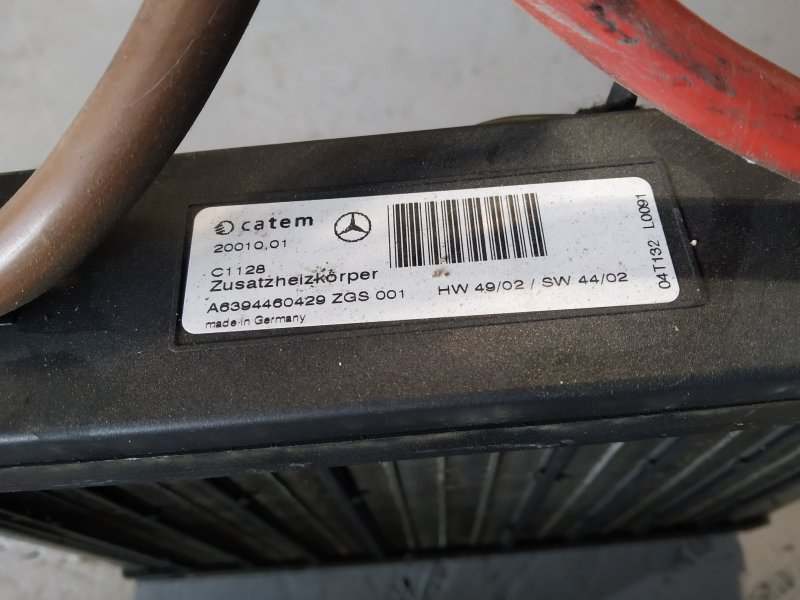 catem
20010,01
C1128
Zusatzheizkörper
A6394460429 ZGS 001
HW 49/02 / SW 44/02
made in Germany
04T132 L0091